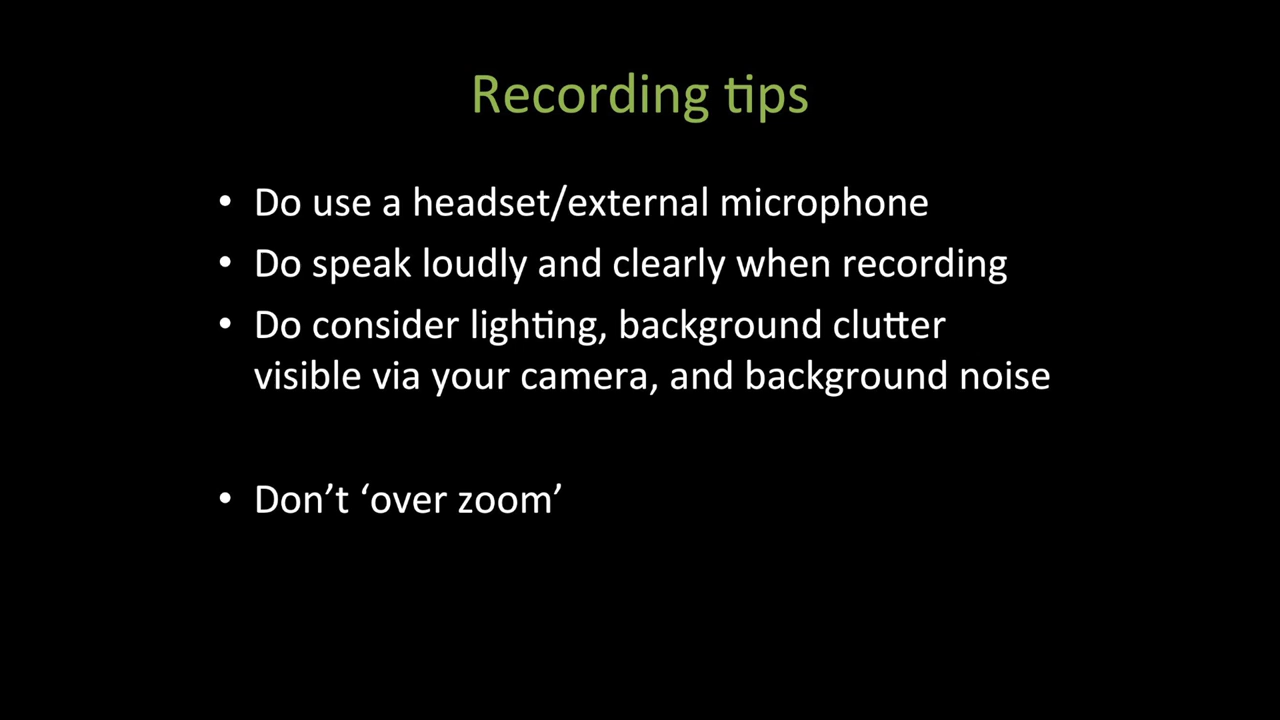 Recording tips
• Do use a headset/external microphone
• Do speak loudly and clearly when recording
• Do consider lighting, background clutter
visible via your camera, and background noise
• Don’t ‘over zoom’